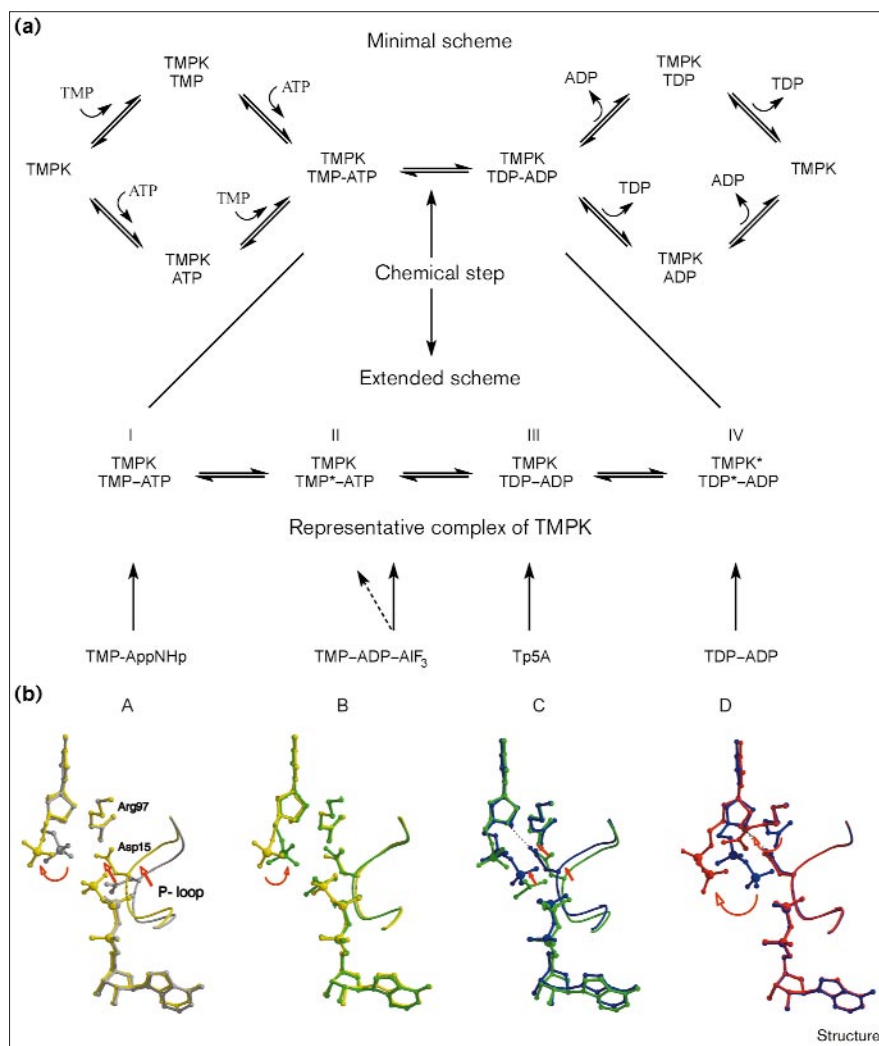 (a)
Minimal scheme
TMPK
TMP
TMPK
TDP
TMP
ATP
ADP
TDP
TMPK
TMPK
TMP-ATP
TMPK
TDP-ADP
TMPK
ATP
TMP
TDP
ADP
TMPK
ATP
TMPK
ADP
Chemical step
Extended scheme
I
II
III
IV
TMPK
TMP–ATP
TMPK
TMP*–ATP
TMPK
TDP–ADP
TMPK*
TDP*–ADP
Representative complex of TMPK
TMP-AppNHp
TMP–ADP–AlF3
Tp5A
TDP–ADP
(b)
A
B
C
D
Arg97
Asp15
P- loop
Structure